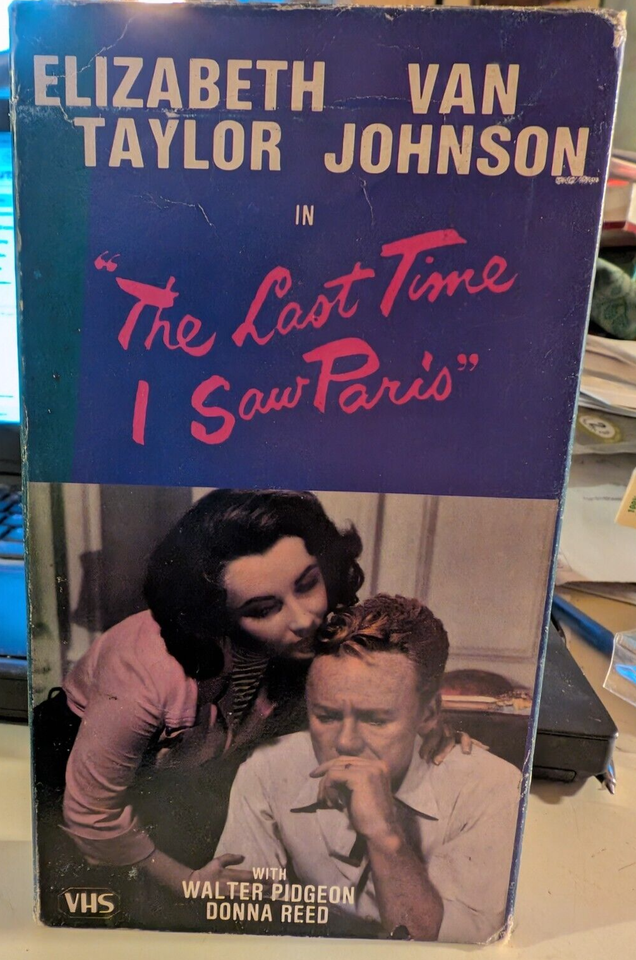 ELIZABETH VAN
TAYLOR JOHNSON
IN
“The Last Time
I Saw Paris”
WITH
WALTER PIDGEON
DONNA REED
VHS